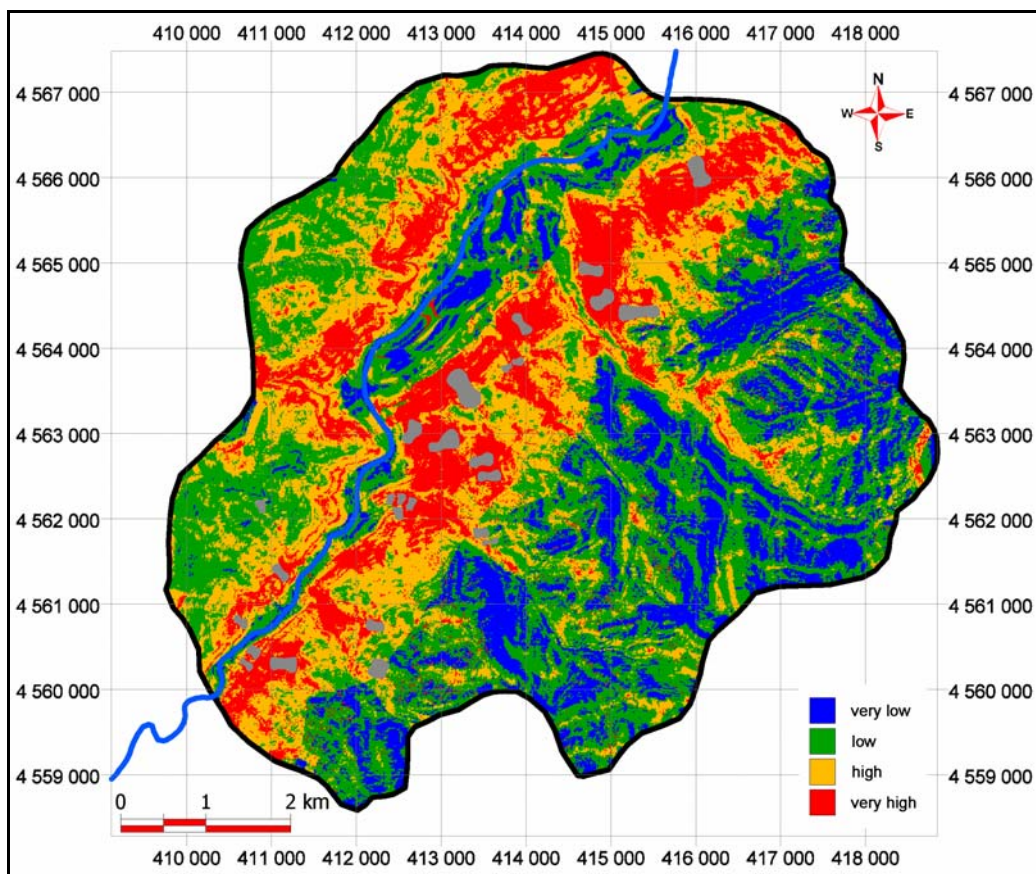 410 000 411 000 412 000 413 000 414 000 415 000 416 000 417 000 418 000
4 567 000 4 567 000
N
W E
S
4 566 000 4 566 000
4 565 000 4 565 000
4 564 000 4 564 000
4 563 000 4 563 000
4 562 000 4 562 000
4 561 000 4 561 000
4 560 000 4 560 000
very low
low
4 559 000 high 4 559 000
very high
0 1 2 km
410 000 411 000 412 000 413 000 414 000 415 000 416 000 417 000 418 000